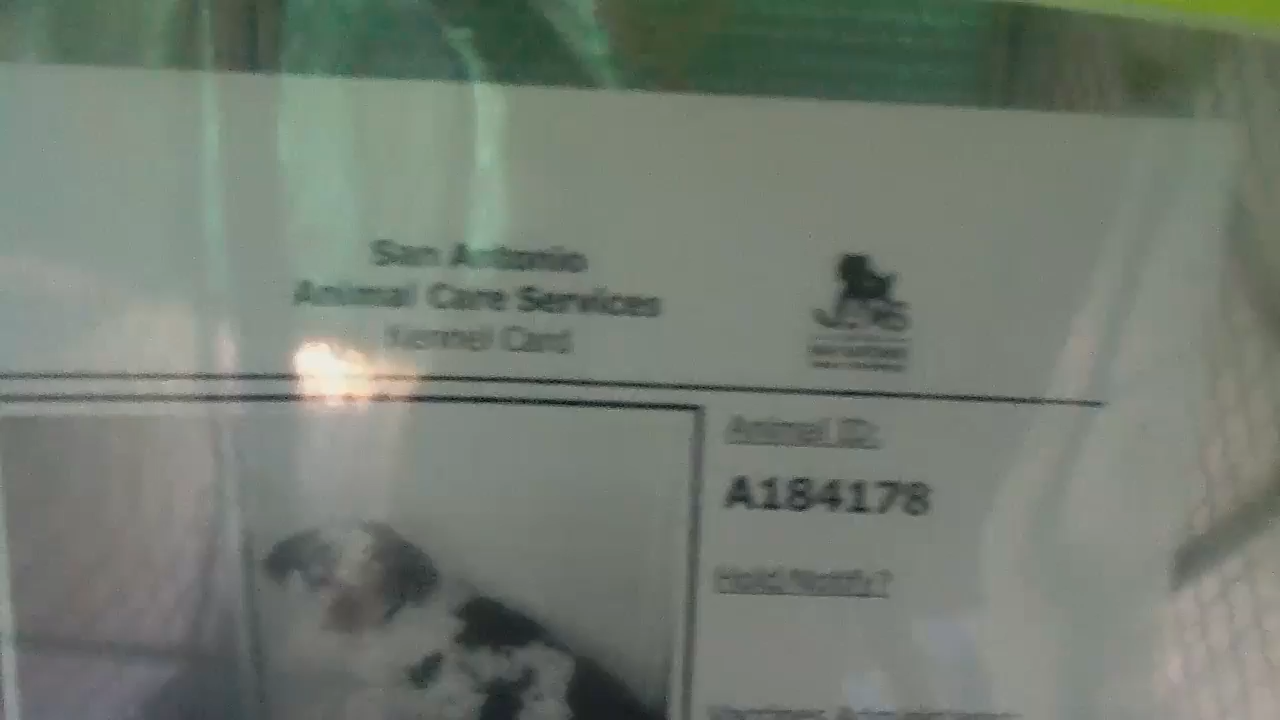 San Antonio
Animal Care Services
Kennel Card
Animal ID:
A184178
Hold/Notify?